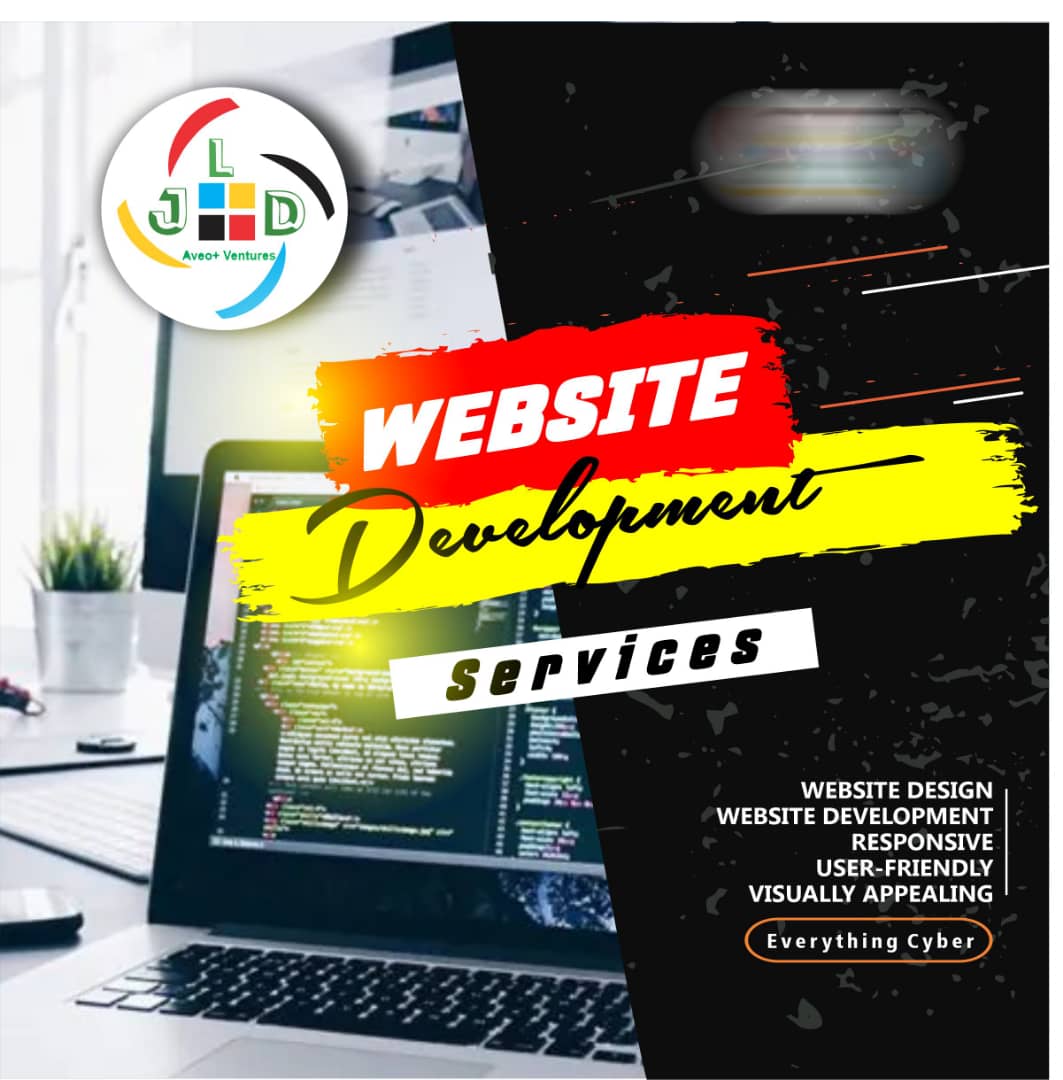 L
J D
Aveo+ Ventures
WEBSITE
Development
Services
WEBSITE DESIGN
WEBSITE DEVELOPMENT
RESPONSIVE
USER-FRIENDLY
VISUALLY APPEALING
Everything Cyber